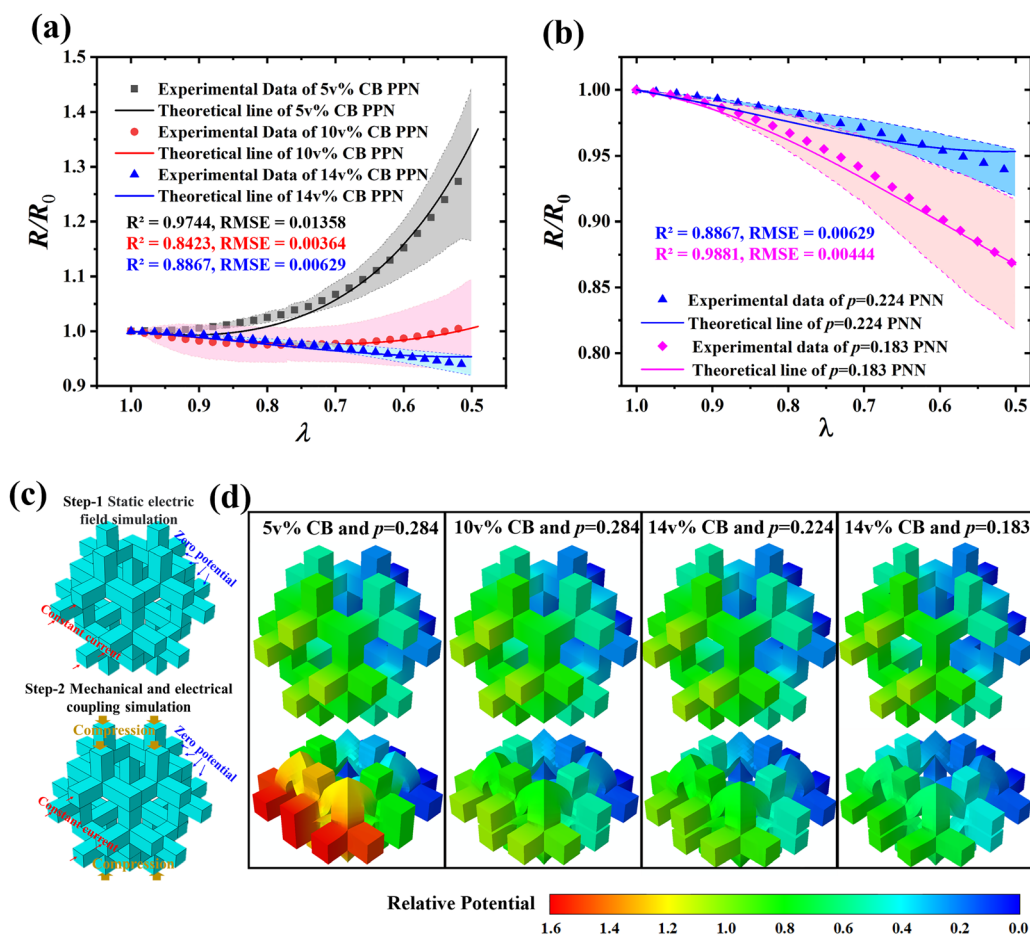 (a)
1.5
1.4
1.3
1.2
1.1
1.0
0.9
R/R₀
Experimental Data of 5v% CB PPN
Theoretical line of 5v% CB PPN
Experimental Data of 10v% CB PPN
Theoretical line of 10v% CB PPN
Experimental Data of 14v% CB PPN
Theoretical line of 14v% CB PPN
R² = 0.9744, RMSE = 0.01358
R² = 0.8423, RMSE = 0.00364
R² = 0.8867, RMSE = 0.00629
1.0 0.9 0.8 0.7 0.6 0.5
λ
(b)
1.00
0.95
0.90
0.85
0.80
R/R₀
R² = 0.8867, RMSE = 0.00629
R² = 0.9881, RMSE = 0.00444
Experimental data of p=0.224 PNN
Theoretical line of p=0.224 PNN
Experimental data of p=0.183 PNN
Theoretical line of p=0.183 PNN
1.0 0.9 0.8 0.7 0.6 0.5
λ
(c)
Step-1 Static electric
field simulation
Zero potential
Constant current
Step-2 Mechanical and electrical
coupling simulation
Compression
Zero potential
Constant current
Compression
(d)
5v% CB and p=0.284
10v% CB and p=0.284
14v% CB and p=0.224
14v% CB and p=0.183
Relative Potential
1.6 1.4 1.2 1.0 0.8 0.6 0.4 0.2 0.0